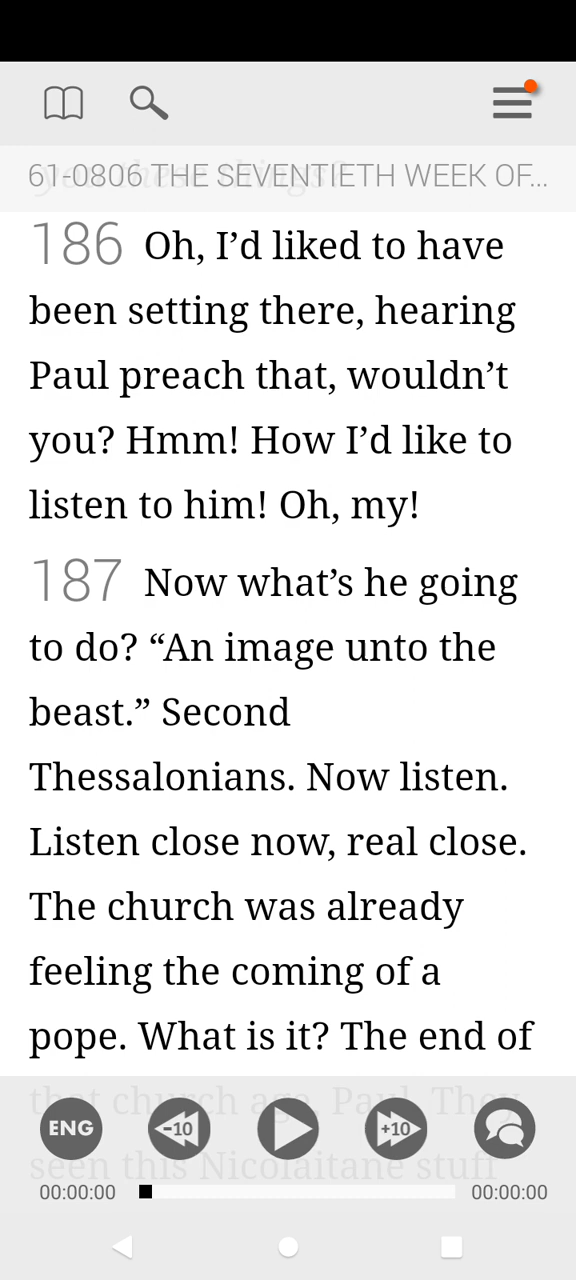 you these things?
61-0806 THE SEVENTIETH WEEK OF...
186 Oh, I’d liked to have
been setting there, hearing
Paul preach that, wouldn’t
you? Hmm! How I’d like to
listen to him! Oh, my!
187 Now what’s he going
to do? “An image unto the
beast.” Second
Thessalonians. Now listen.
Listen close now, real close.
The church was already
feeling the coming of a
pope. What is it? The end of
that church age, Paul. They
ENG -10 +10
seen this Nicolaitane stuff
00:00:00 00:00:00